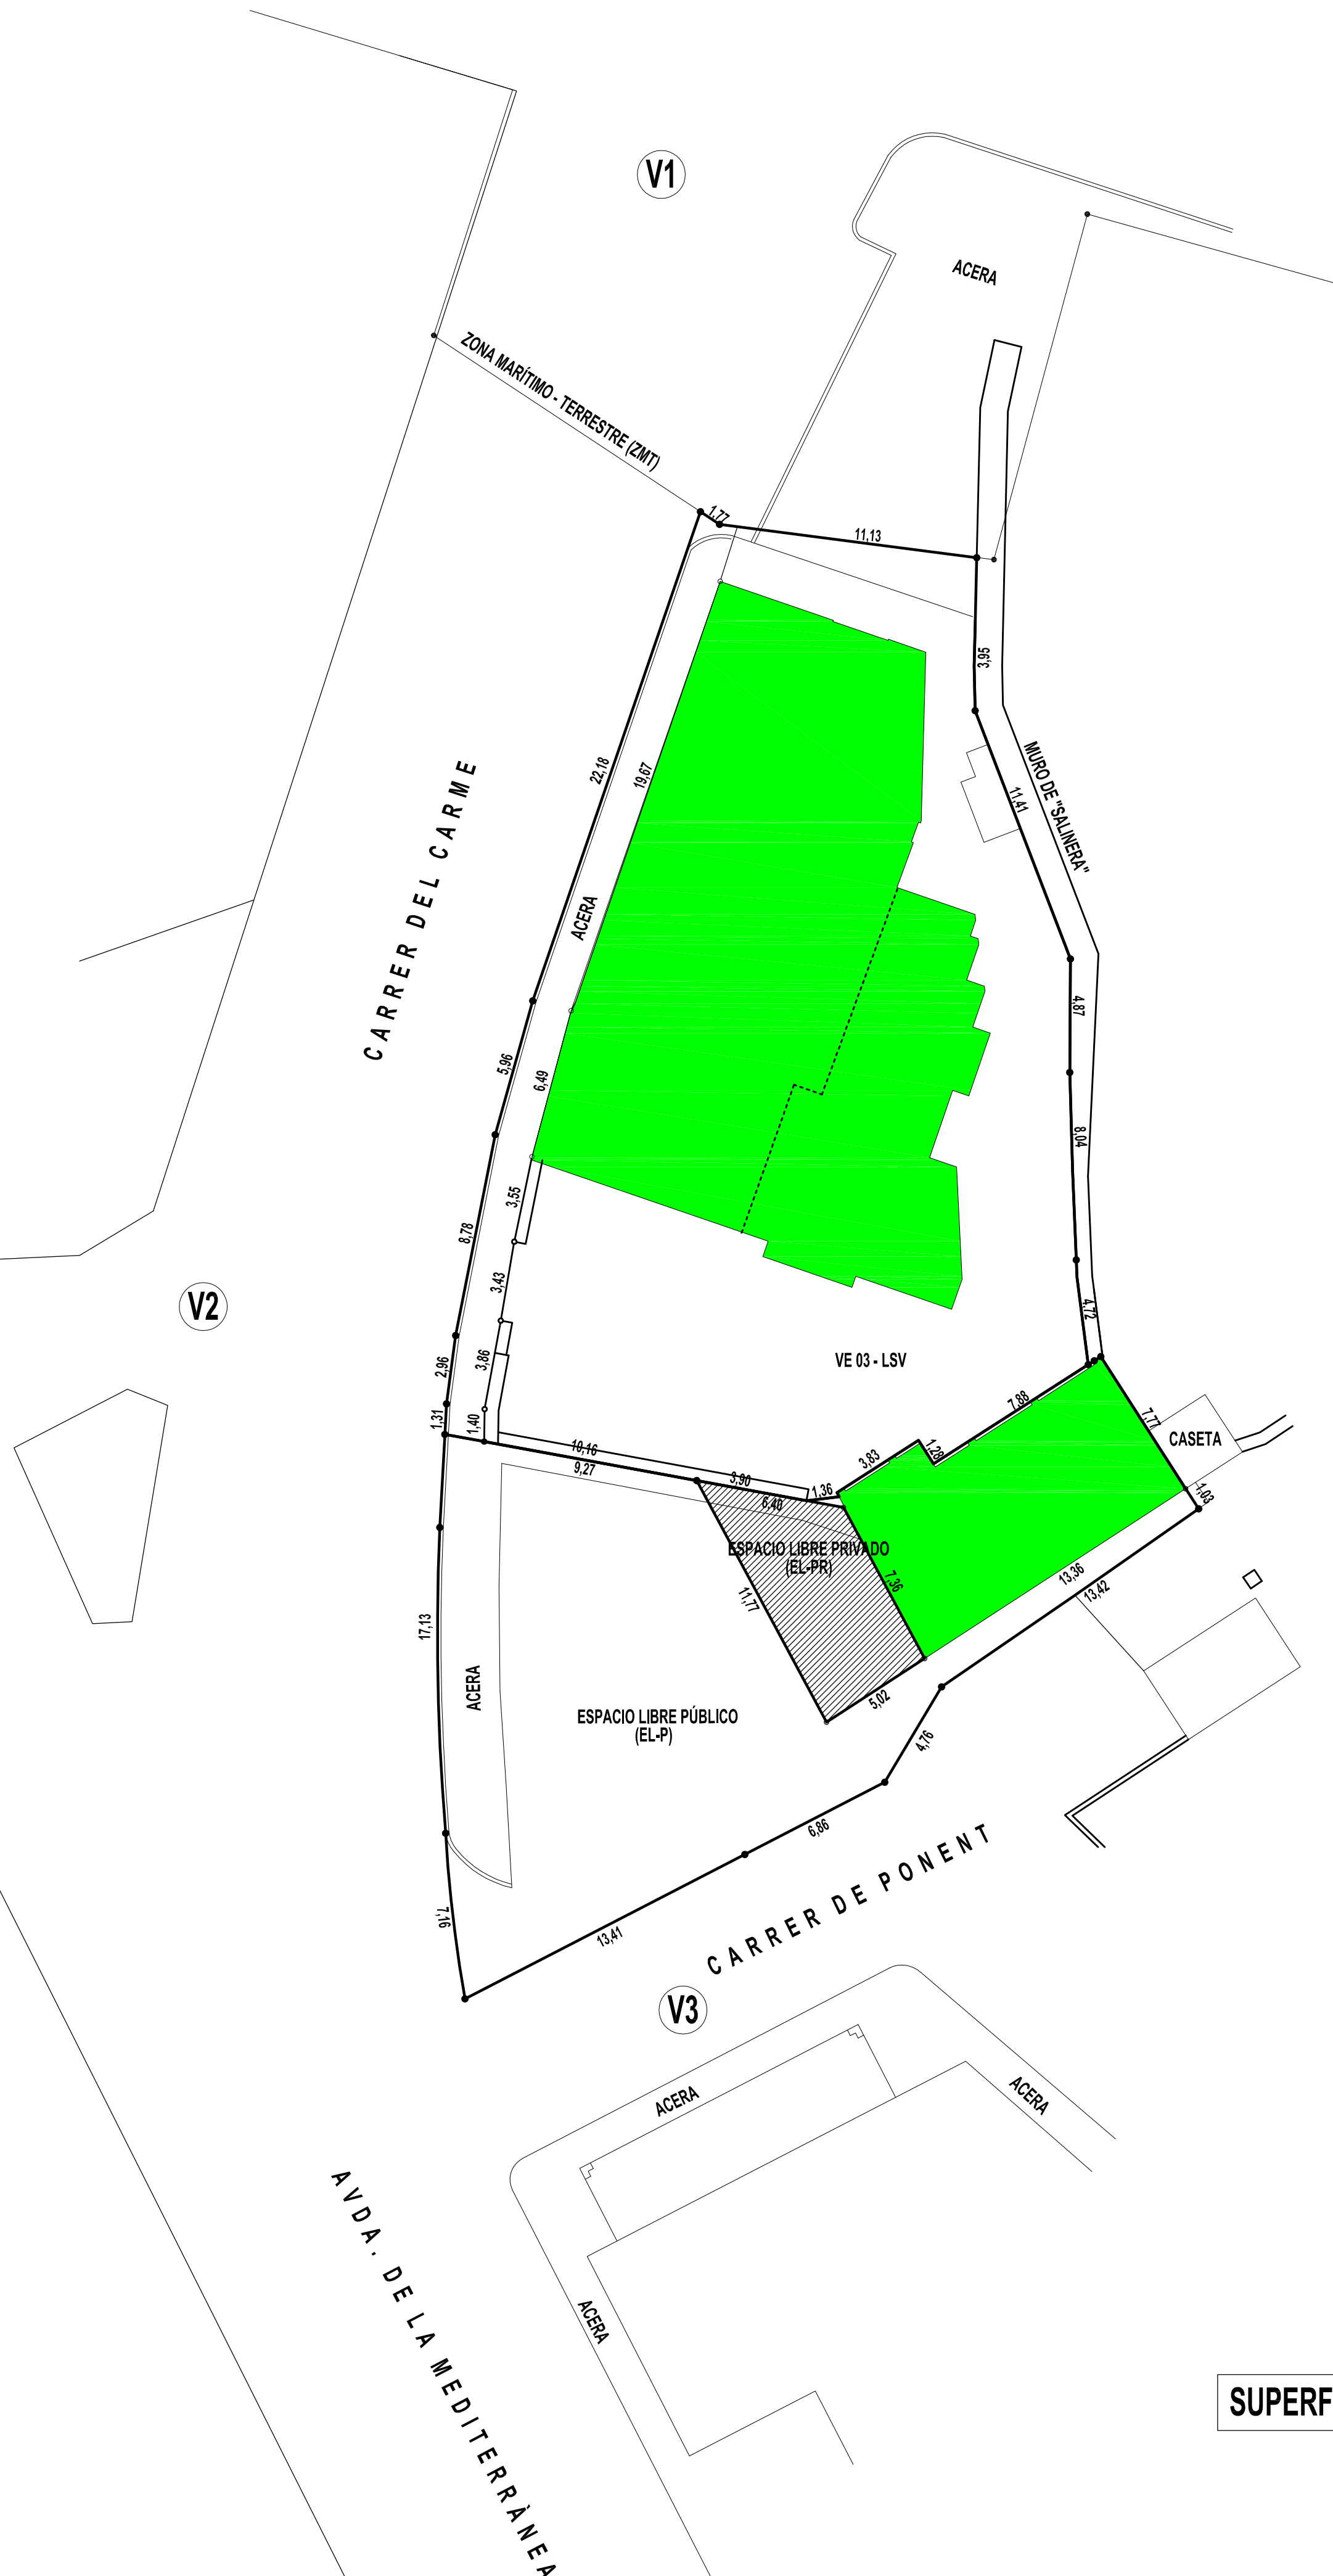 V1
ACERA
ZONA MARÍTIMO - TERRESTRE (ZMT)
1,77
11,13
3,95
22,18
19,67
MURO DE "SALINERA"
11,41
CARRER DEL CARME
ACERA
4,87
5,96
6,49
8,04
3,55
8,78
3,43
V2
4,72
2,96
3,86
VE 03 - LSV
7,88
7,77
1,31
1,40
10,16
9,27
3,83
1,28
CASETA
3,90
6,40
1,36
1,03
ESPACIO LIBRE PRIVADO
(EL-PR)
7,36
13,36
13,42
11,77
17,13
ACERA
5,02
ESPACIO LIBRE PÚBLICO
(EL-P)
4,76
6,86
7,16
13,41
CARRER DE PONENT
V3
ACERA
ACERA
AVDA. DE LA MEDITERRÀNEA
ACERA
SUPERF